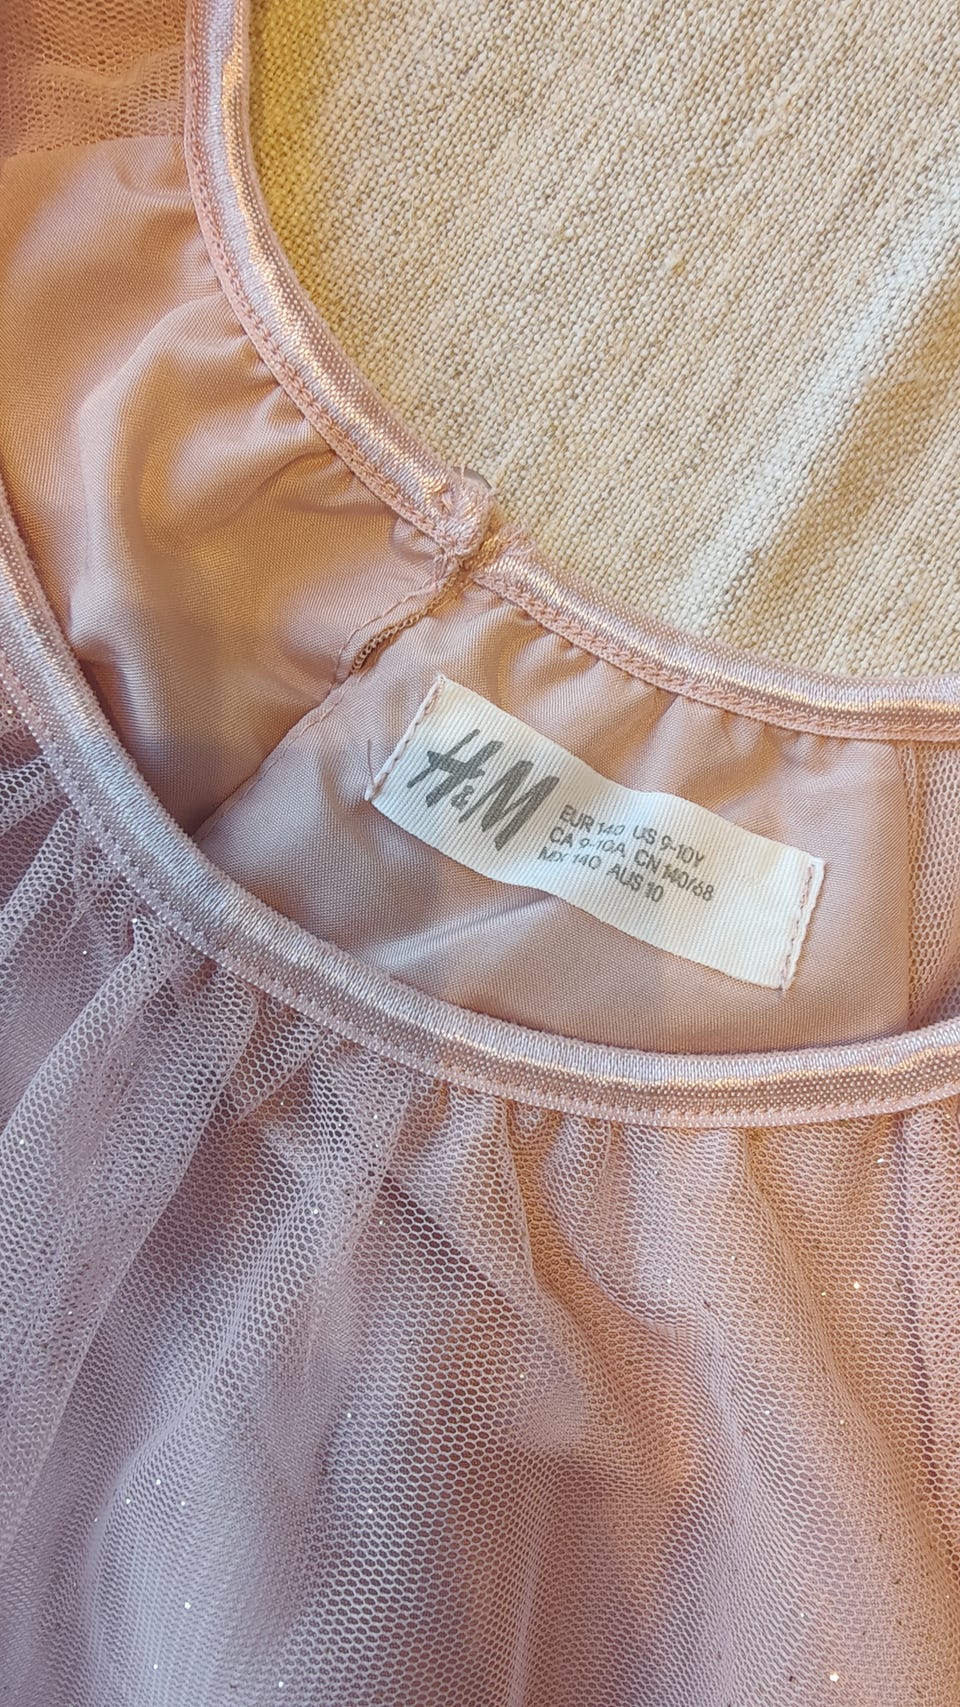 H&M
EUR 140 US 9-10Y
CA 9-10A CN 140/68
MX 140 AUS 10